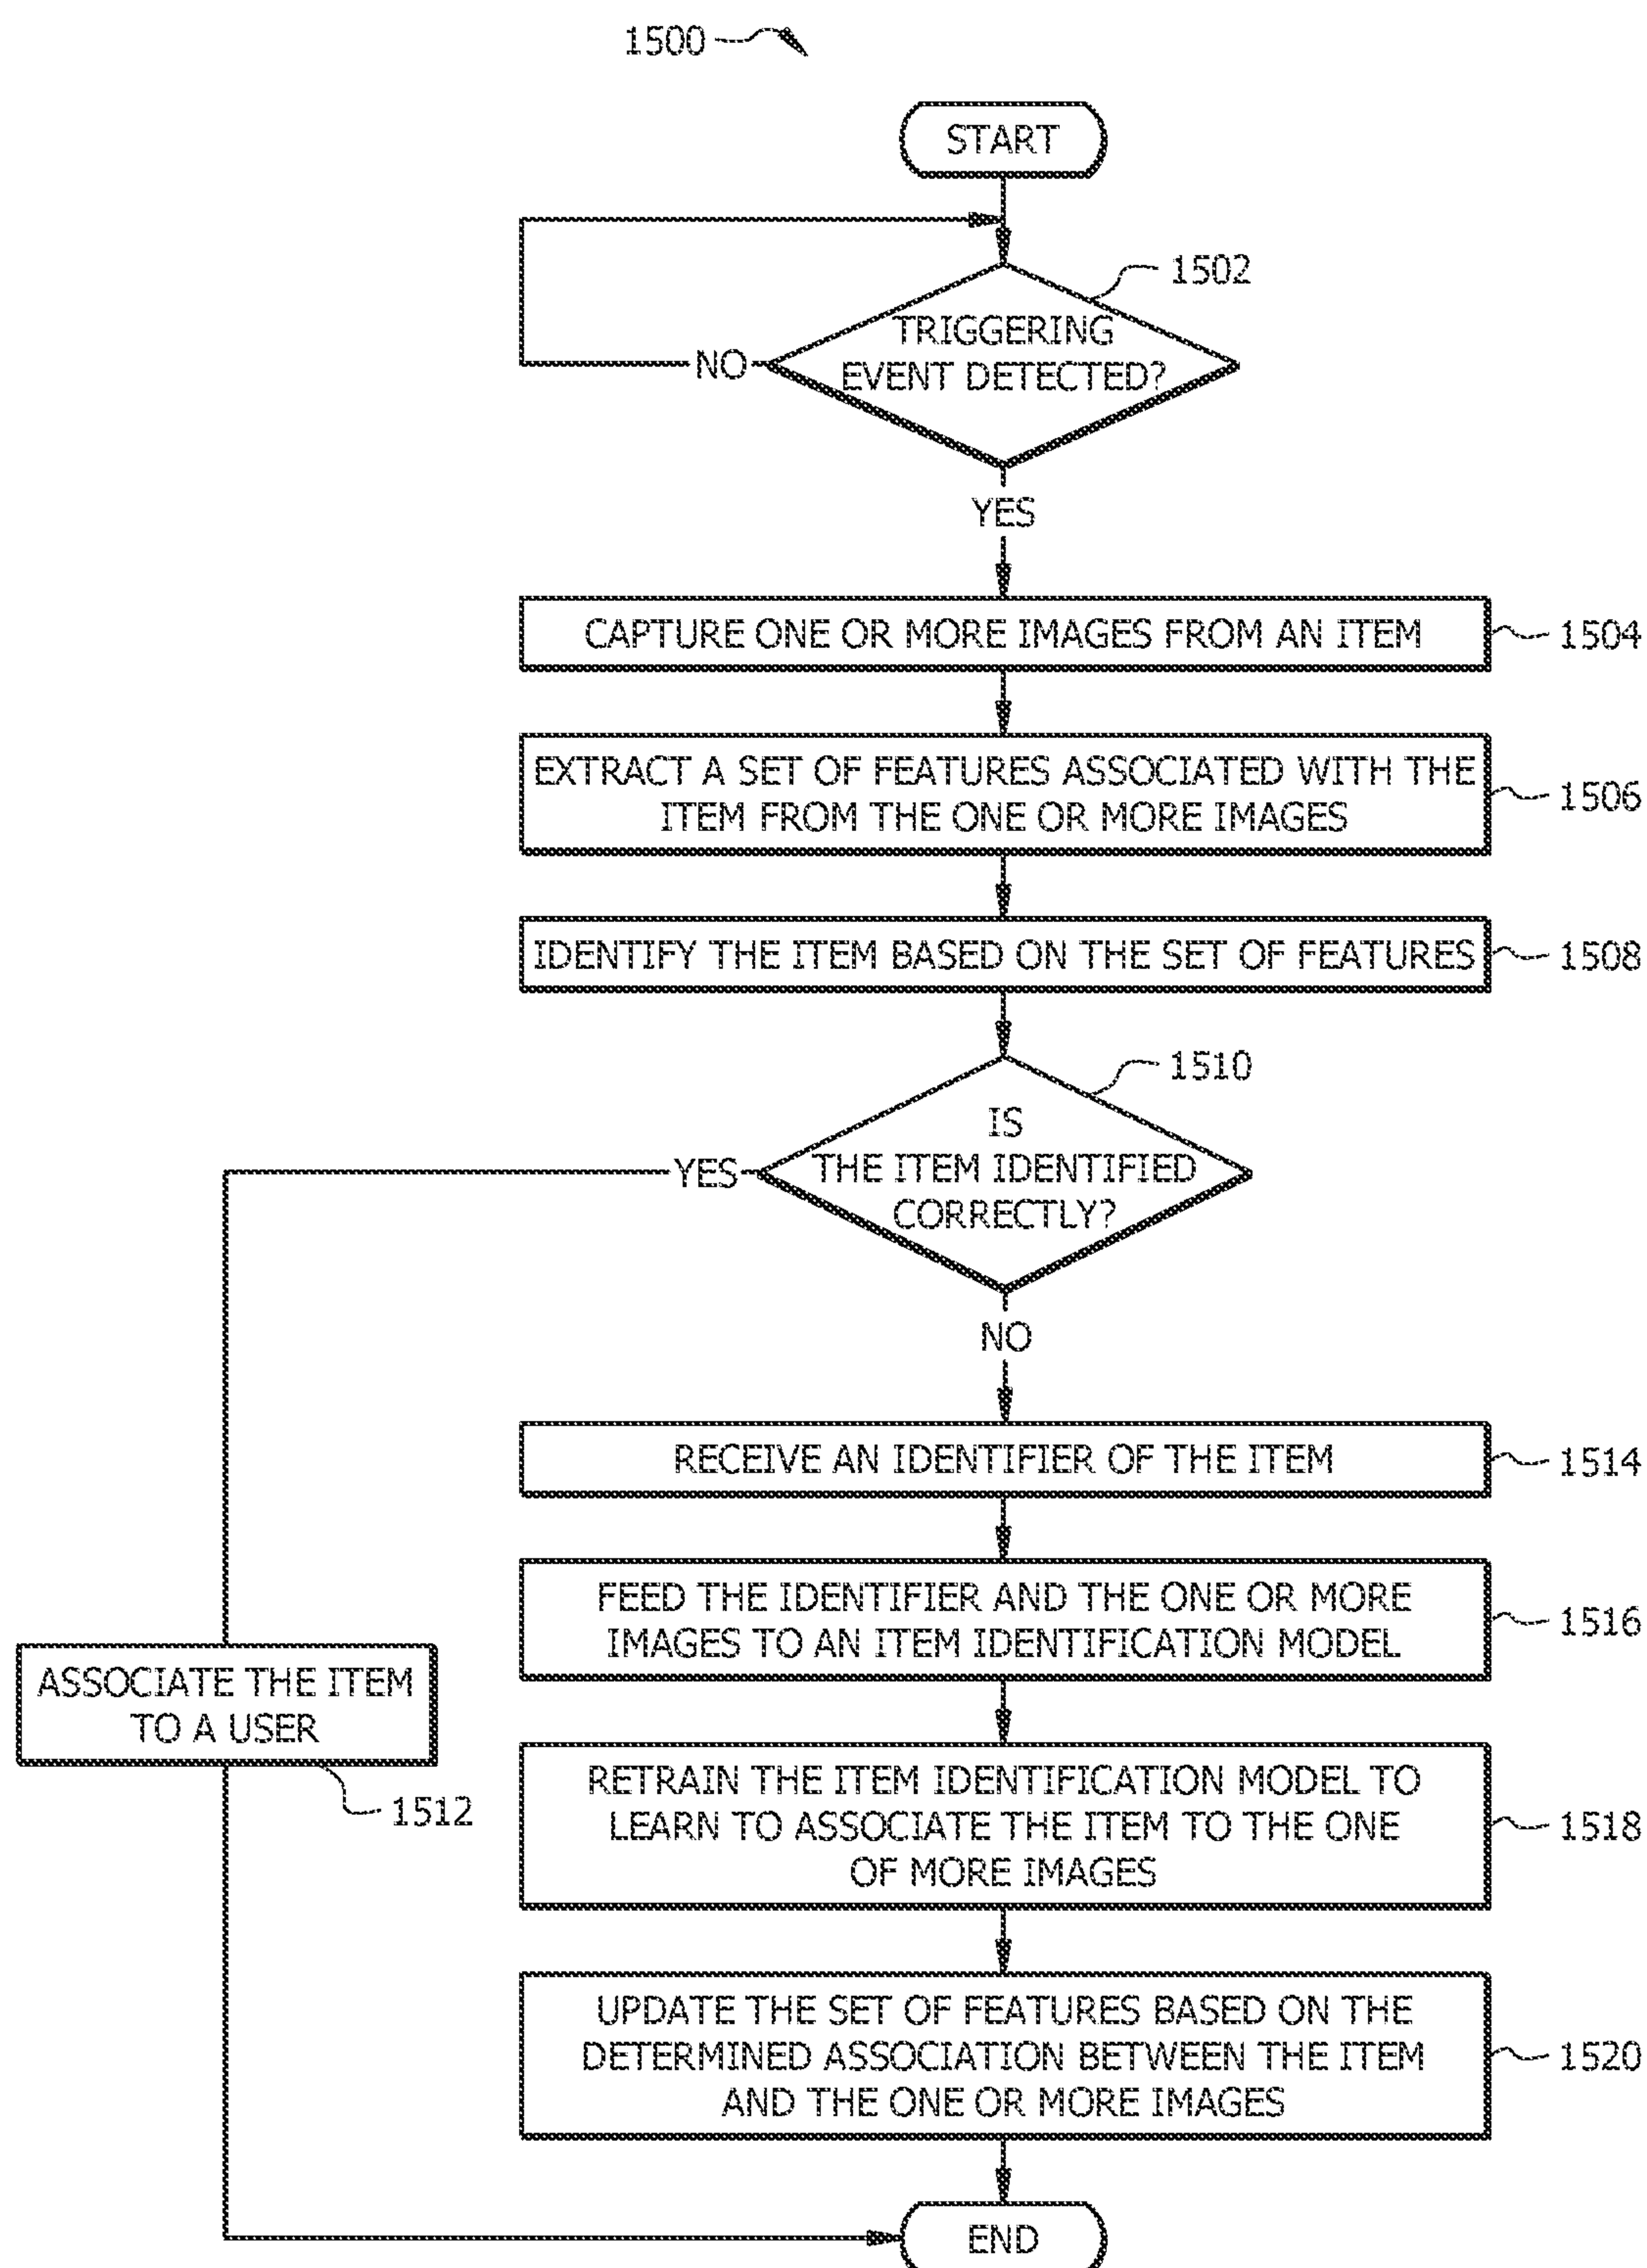 1500
START
1502
TRIGGERING
EVENT DETECTED?
NO
YES
CAPTURE ONE OR MORE IMAGES FROM AN ITEM
1504
EXTRACT A SET OF FEATURES ASSOCIATED WITH THE
ITEM FROM THE ONE OR MORE IMAGES
1506
IDENTIFY THE ITEM BASED ON THE SET OF FEATURES
1508
1510
IS
THE ITEM IDENTIFIED
CORRECTLY?
YES
NO
RECEIVE AN IDENTIFIER OF THE ITEM
1514
FEED THE IDENTIFIER AND THE ONE OR MORE
IMAGES TO AN ITEM IDENTIFICATION MODEL
1516
ASSOCIATE THE ITEM
TO A USER
1512
RETRAIN THE ITEM IDENTIFICATION MODEL TO
LEARN TO ASSOCIATE THE ITEM TO THE ONE
OF MORE IMAGES
1518
UPDATE THE SET OF FEATURES BASED ON THE
DETERMINED ASSOCIATION BETWEEN THE ITEM
AND THE ONE OR MORE IMAGES
1520
END